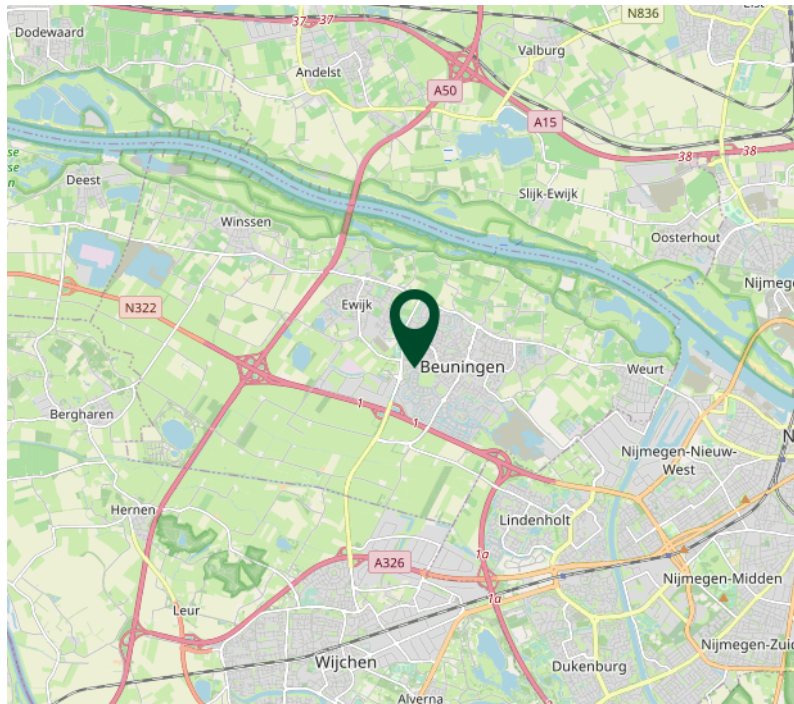 N836
Dodewaard
37
37
Valburg
Andelst
A50
A15
38
38
Deest
Slijk-Ewijk
Winssen
Oosterhout
Nijmeg
N322
Ewijk
Beuningen
Weurt
1
1
Bergharen
Nijmegen-Nieuw-
West
N
Hernen
Lindenholt
1a
A326
Nijmegen-Midden
1a
Leur
Nijmegen-Zuid
Wijchen
Dukenburg
Alverna